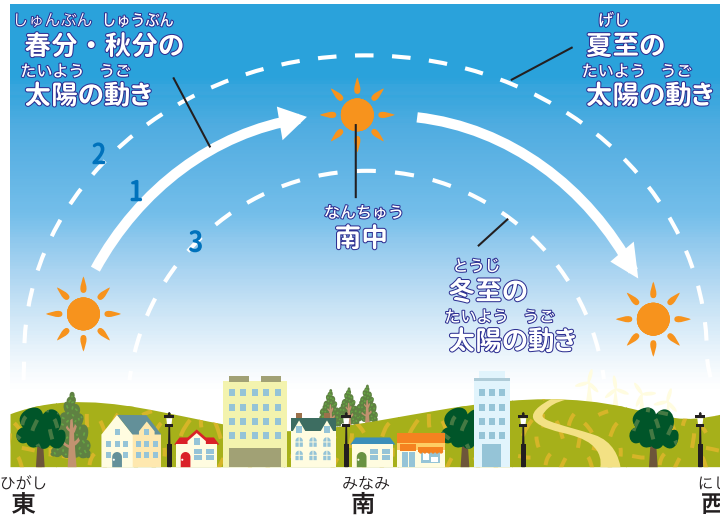 しゅんぶん しゅうぶん
春分・秋分の
たいよう うご
太陽の動き
げし
夏至の
たいよう うご
太陽の動き
2
1
3
なんちゅう
南中
とうじ
冬至の
たいよう うご
太陽の動き
ひがし
東
みなみ
南
にし
西